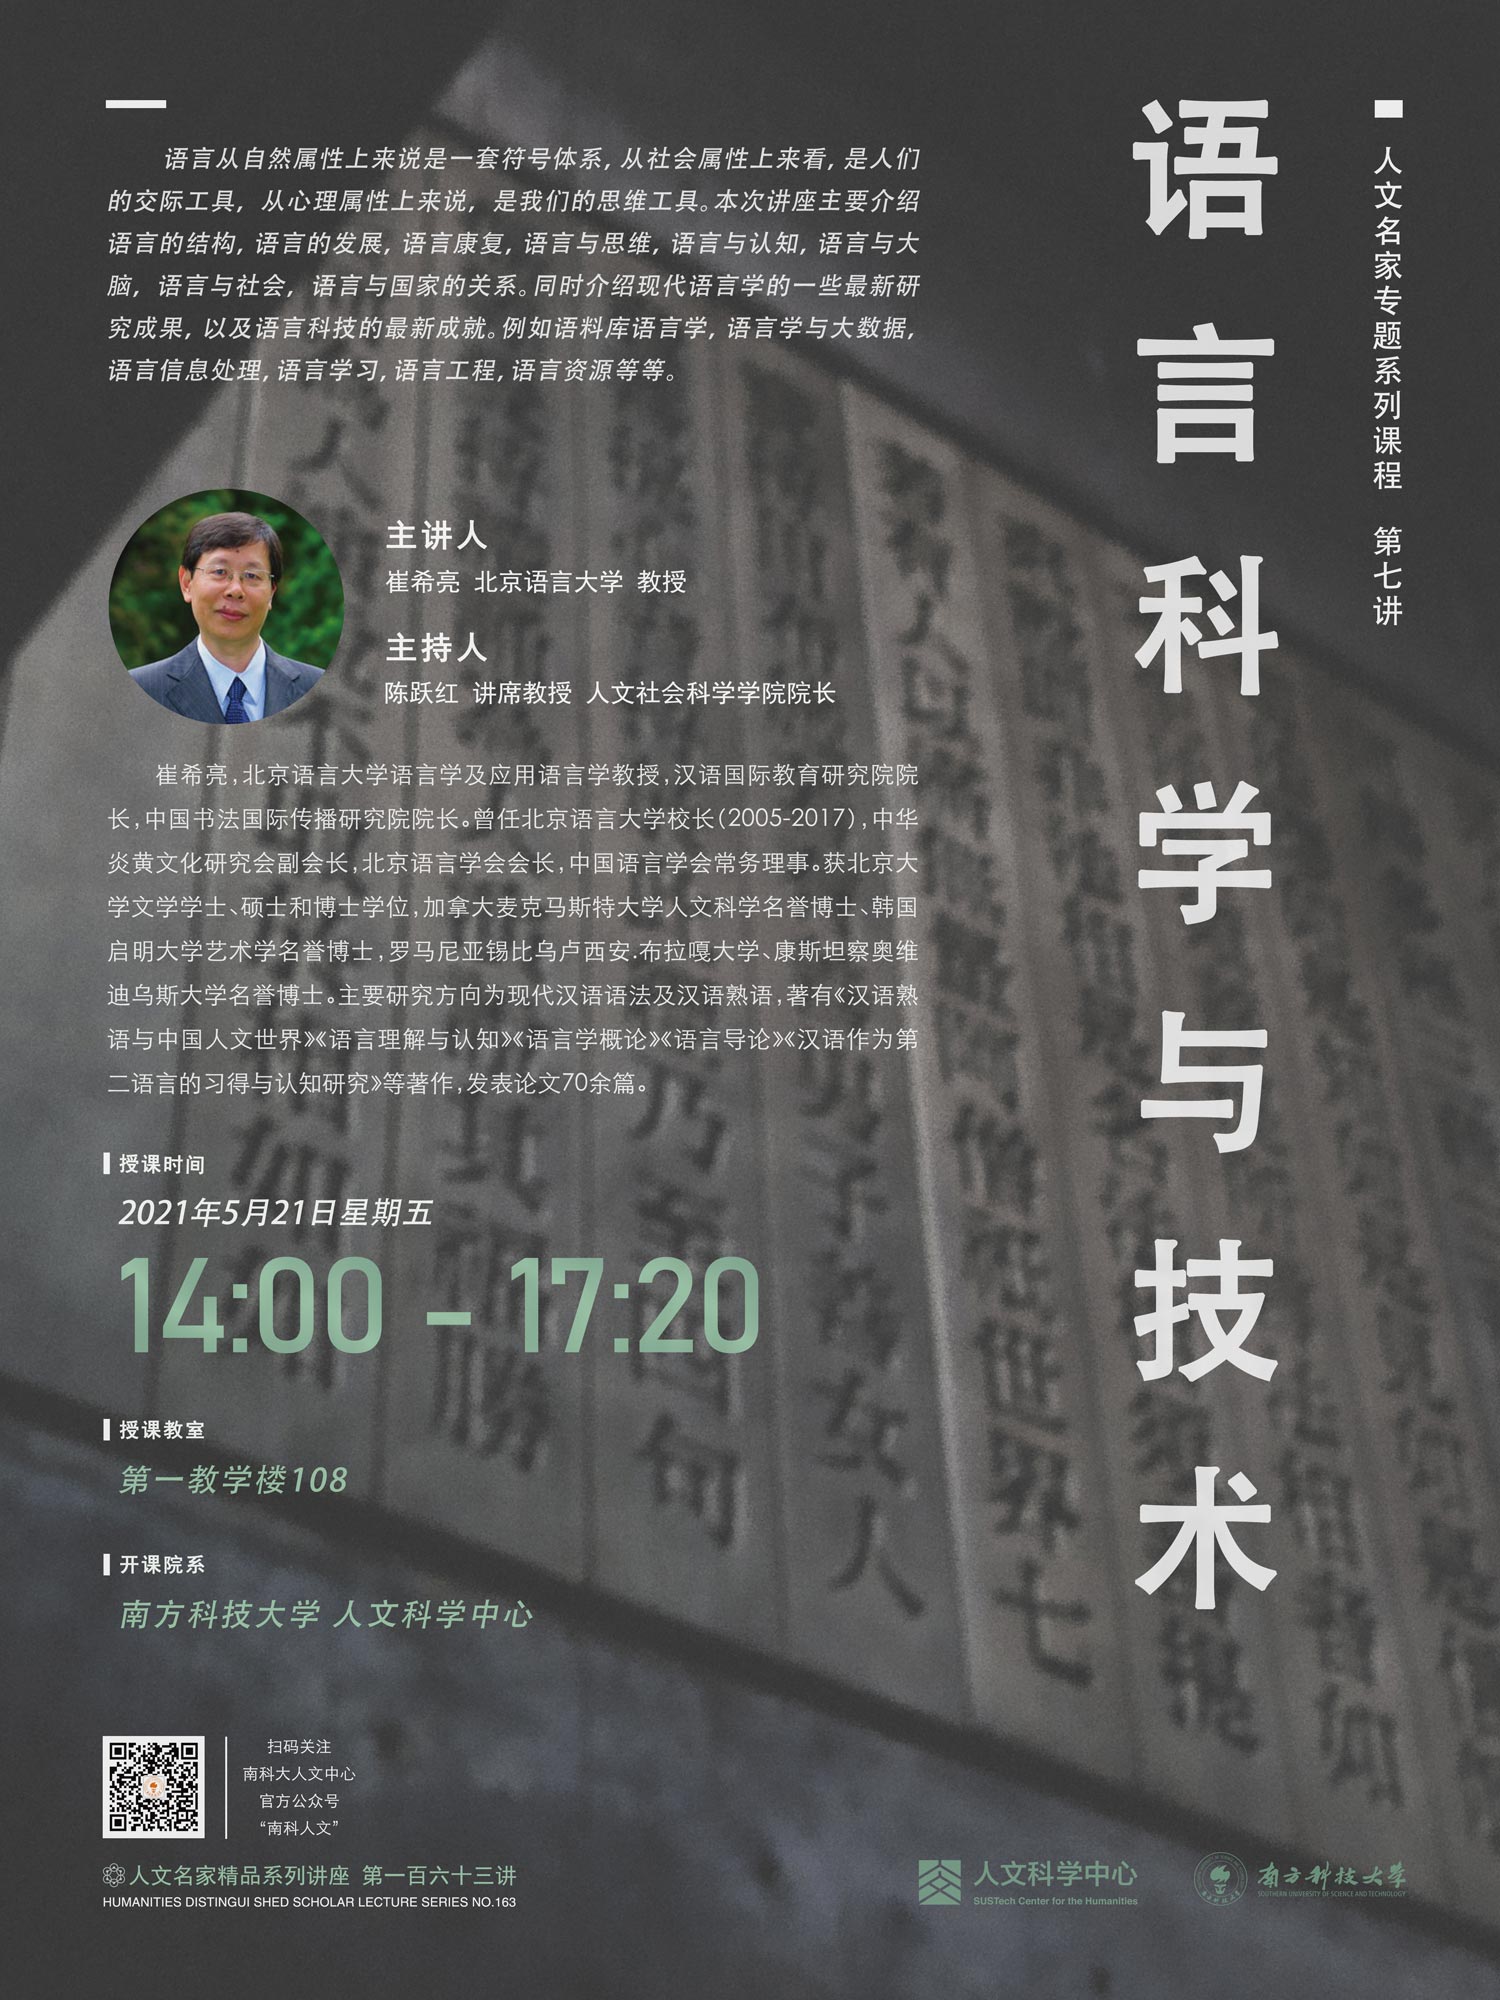 人文名家专题系列课程 第七讲
语言科学与技术
语言从自然属性上来说是一套符号体系,从社会属性上来看,是人们
的交际工具,从心理属性上来说,是我们的思维工具。本次讲座主要介绍
语言的结构,语言的发展,语言康复,语言与思维,语言与认知,语言与大
脑,语言与社会,语言与国家的关系。同时介绍现代语言学的一些最新研
究成果,以及语言科技的最新成就。例如语料库语言学,语言学与大数据,
语言信息处理,语言学习,语言工程,语言资源等等。
主讲人
崔希亮 北京语言大学 教授
主持人
陈跃红 讲席教授 人文社会科学学院院长
崔希亮,北京语言大学语言学及应用语言学教授,汉语国际教育研究院院
长,中国书法国际传播研究院院长。曾任北京语言大学校长(2005-2017),中华
炎黄文化研究会副会长,北京语言学会会长,中国语言学会常务理事。获北京大
学文学学士、硕士和博士学位,加拿大麦克马斯特大学人文科学名誉博士、韩国
启明大学艺术学名誉博士,罗马尼亚锡比乌卢西安.布拉嘎大学、康斯坦察奥维
迪乌斯大学名誉博士。主要研究方向为现代汉语语法及汉语熟语,著有《汉语熟
语与中国人文世界》《语言理解与认知》《语言学概论》《语言导论》《汉语作为第
二语言的习得与认知研究》等著作,发表论文70余篇。
授课时间
2021年5月21日星期五
14:00 - 17:20
授课教室
第一教学楼108
开课院系
南方科技大学 人文科学中心
扫码关注
南科大人文中心
官方公众号
“南科人文”
人文名家精品系列讲座 第一百六十三讲
HUMANITIES DISTINGUI SHED SCHOLAR LECTURE SERIES NO.163
人文科学中心
SUSTech Center for the Humanities
南方科技大学
SOUTHERN UNIVERSITY OF SCIENCE AND TECHNOLOGY